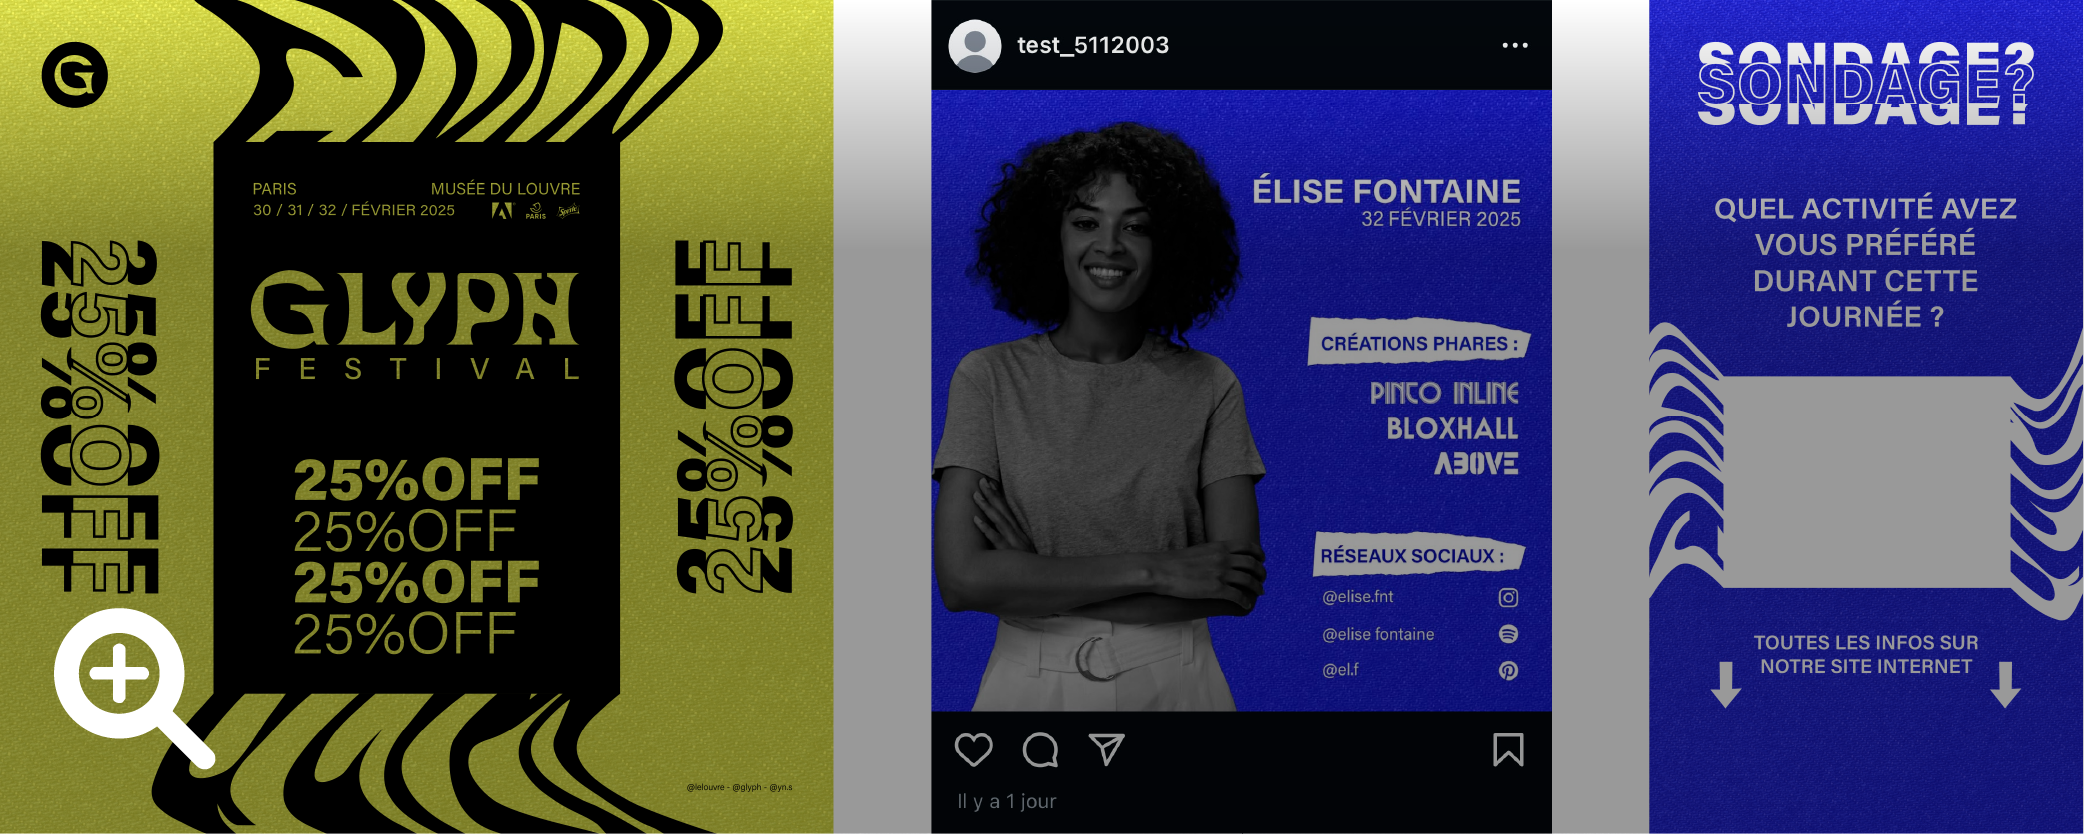 G
PARIS
MUSÉE DU LOUVRE
30 / 31 / 32 / FÉVRIER 2025
PARIS
Sprite
GLYPH
FESTIVAL
25%OFF
25%OFF
25%OFF
25%OFF
25%OFF
25%OFF
25%OFF
25%OFF
25%OFF
25%OFF
@lelouvre - @glyph - @yn.s
test_5112003
ÉLISE FONTAINE
32 FÉVRIER 2025
CRÉATIONS PHARES :
PINTO INLINE
BLOXHALL
ABOVE
RÉSEAUX SOCIAUX :
@elise.fnt
@elise fontaine
@el.f
Il y a 1 jour
SONDAGE?
SONDAGE?
SONDAGE?
QUEL ACTIVITÉ AVEZ
VOUS PRÉFÉRÉ
DURANT CETTE
JOURNÉE ?
TOUTES LES INFOS SUR
NOTRE SITE INTERNET